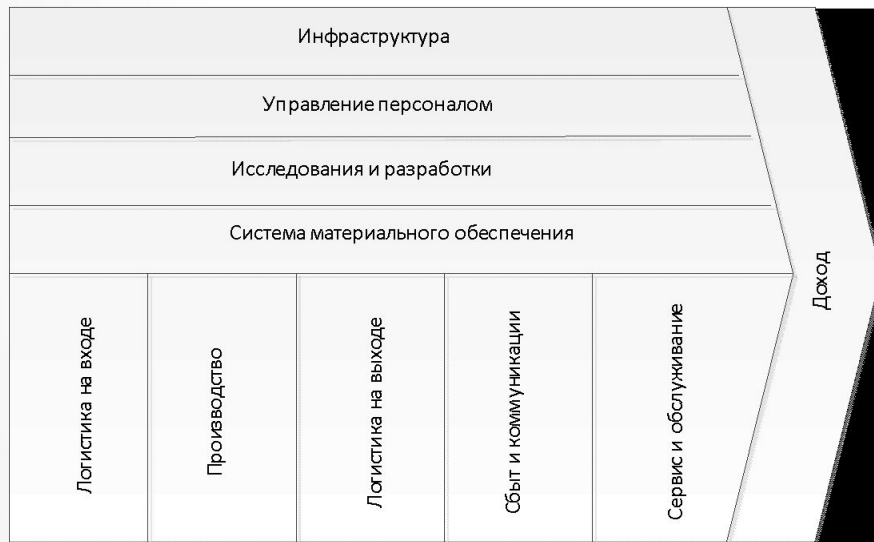 Инфраструктура
Управление персоналом
Исследования и разработки
Система материального обеспечения
Логистика на входе
Производство
Логистика на выходе
Сбыт и коммуникации
Сервис и обслуживание
Доход